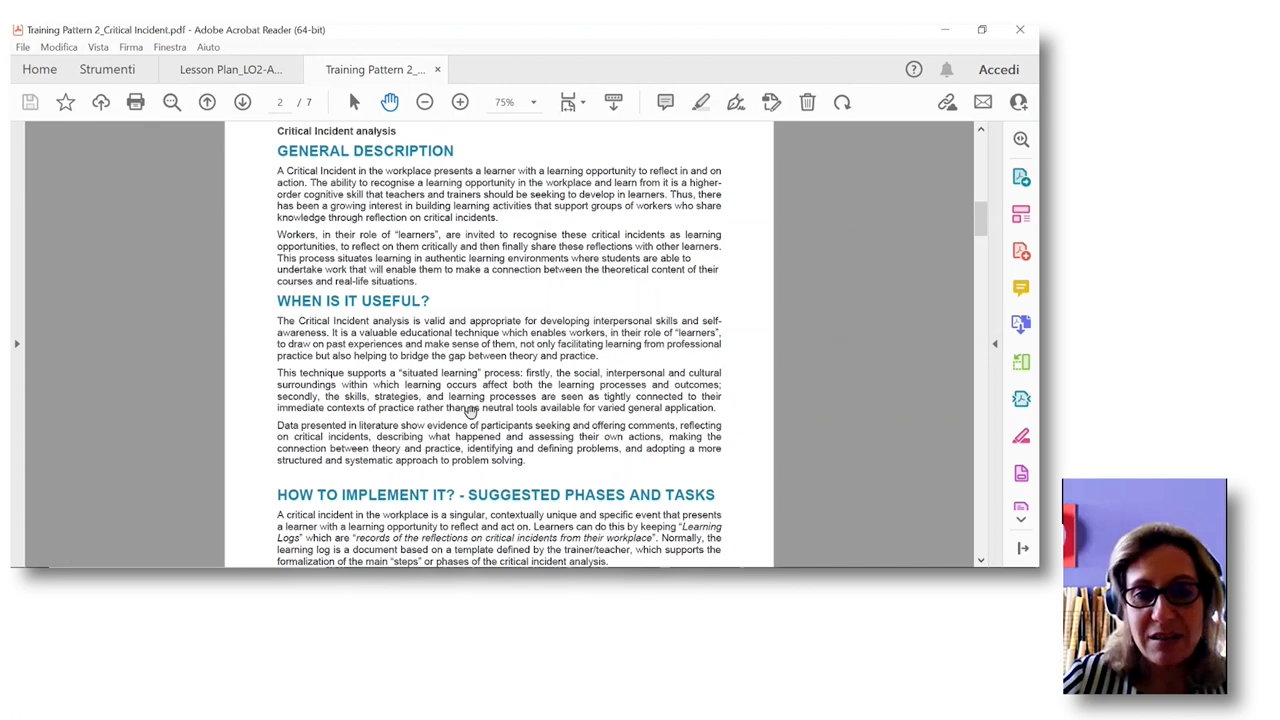 Training Pattern 2_Critical Incident.pdf - Adobe Acrobat Reader (64-bit)
File Modifica Vista Firma Finestra Aiuto
Home Strumenti Lesson Plan_LO2-A... Training Pattern 2_... × Accedi
2 / 7 75%
Critical Incident analysis
GENERAL DESCRIPTION
A Critical Incident in the workplace presents a learner with a learning opportunity to reflect in and on
action. The ability to recognise a learning opportunity in the workplace and learn from it is a higher-
order cognitive skill that teachers and trainers should be seeking to develop in learners. Thus, there
has been a growing interest in building learning activities that support groups of workers who share
knowledge through reflection on critical incidents.
Workers, in their role of “learners”, are invited to recognise these critical incidents as learning
opportunities, to reflect on them critically and then finally share these reflections with other learners.
This process situates learning in authentic learning environments where students are able to
undertake work that will enable them to make a connection between the theoretical content of their
courses and real-life situations.
WHEN IS IT USEFUL?
The Critical Incident analysis is valid and appropriate for developing interpersonal skills and self-
awareness. It is a valuable educational technique which enables workers, in their role of “learners”,
to draw on past experiences and make sense of them, not only facilitating learning from professional
practice but also helping to bridge the gap between theory and practice.
This technique supports a “situated learning” process: firstly, the social, interpersonal and cultural
surroundings within which learning occurs affect both the learning processes and outcomes;
secondly, the skills, strategies, and learning processes are seen as tightly connected to their
immediate contexts of practice rather than as neutral tools available for varied general application.
Data presented in literature show evidence of participants seeking and offering comments, reflecting
on critical incidents, describing what happened and assessing their own actions, making the
connection between theory and practice, identifying and defining problems, and adopting a more
structured and systematic approach to problem solving.
HOW TO IMPLEMENT IT? - SUGGESTED PHASES AND TASKS
A critical incident in the workplace is a singular, contextually unique and specific event that presents
a learner with a learning opportunity to reflect and act on. Learners can do this by keeping “Learning
Logs” which are “records of the reflections on critical incidents from their workplace”. Normally, the
learning log is a document based on a template defined by the trainer/teacher, which supports the
formalization of the main “steps” or phases of the critical incident analysis.